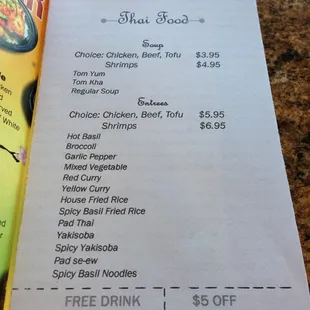 Thai Food
Soup
Choice: Chicken, Beef, Tofu $3.95
Shrimps $4.95
Tom Yum
Tom Kha
Regular Soup
Entrees
Choice: Chicken, Beef, Tofu $5.95
Shrimps $6.95
Hot Basil
Broccoli
Garlic Pepper
Mixed Vegetable
Red Curry
Yellow Curry
House Fried Rice
Spicy Basil Fried Rice
Pad Thai
Yakisoba
Spicy Yakisoba
Pad se-ew
Spicy Basil Noodles
FREE DRINK $5 OFF
White